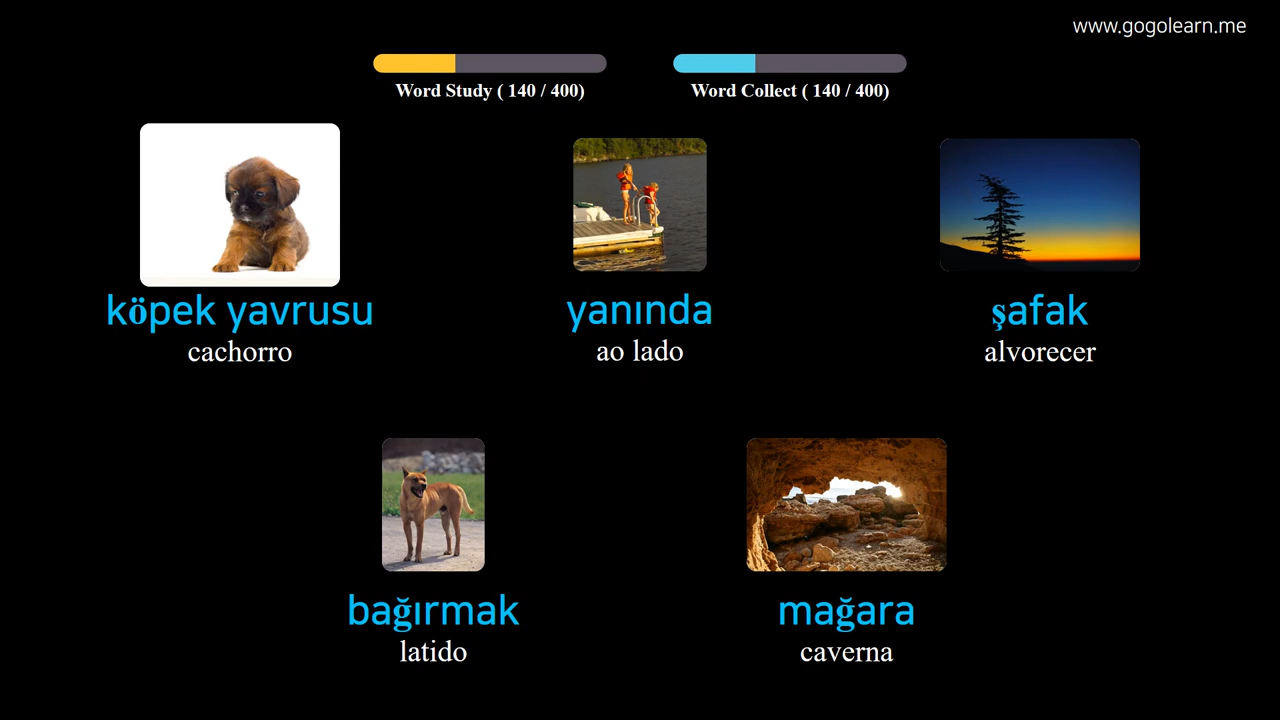 www.gogolearn.me
Word Study ( 140 / 400)
Word Collect ( 140 / 400)
köpek yavrusu
cachorro
yanında
ao lado
şafak
alvorecer
bağırmak
latido
mağara
caverna